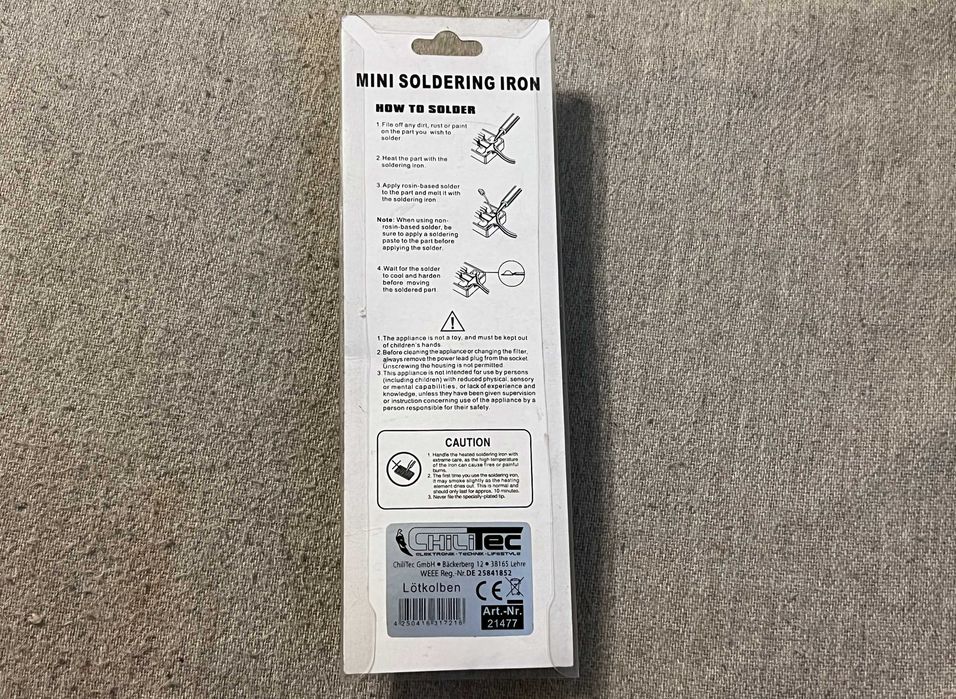 MINI SOLDERING IRON
HOW TO SOLDER
1.File off any dirt, rust or paint
on the part you wish to
solder
2.Heat the part with the
soldering iron.
3.Apply rosin-based solder
to the part and melt it with
the soldering iron
Note: When using non-
rosin-based solder, be
sure to apply a soldering
paste to the part before
applying the solder.
4.Wait for the solder
to cool and harden
before moving
the soldered part.
1.The appliance is not a toy, and must be kept out
of children's hands.
2.Before cleaning the appliance or changing the filter,
always remove the power lead plug from the socket.
Unscrewing the housing is not permitted.
3.This appliance is not intended for use by persons
(including children) with reduced physical, sensory
or mental capabilities, or lack of experience and
knowledge, unless they have been given supervision
or instruction concerning use of the appliance by a
person responsible for their safety.
CAUTION
1. Handle the heated soldering iron with
extreme care, as the high temperature
of the iron can cause fires or painful
burns.
2. The first time you use the soldering iron,
it may smoke slightly as the heating
element dries out. This is normal and
should only last for approx. 10 minutes.
3. Never file the specially-plated tip.
CHILITEC
ELEKTRONIK·TECHNIK·LIFESTYLE
ChiliTec GmbH • Bäckerberg 12 • 38165 Lehre
WEEE Reg.-Nr.DE 25841852
Lötkolben
CE
Art.-Nr.
21477
4 250416 317216